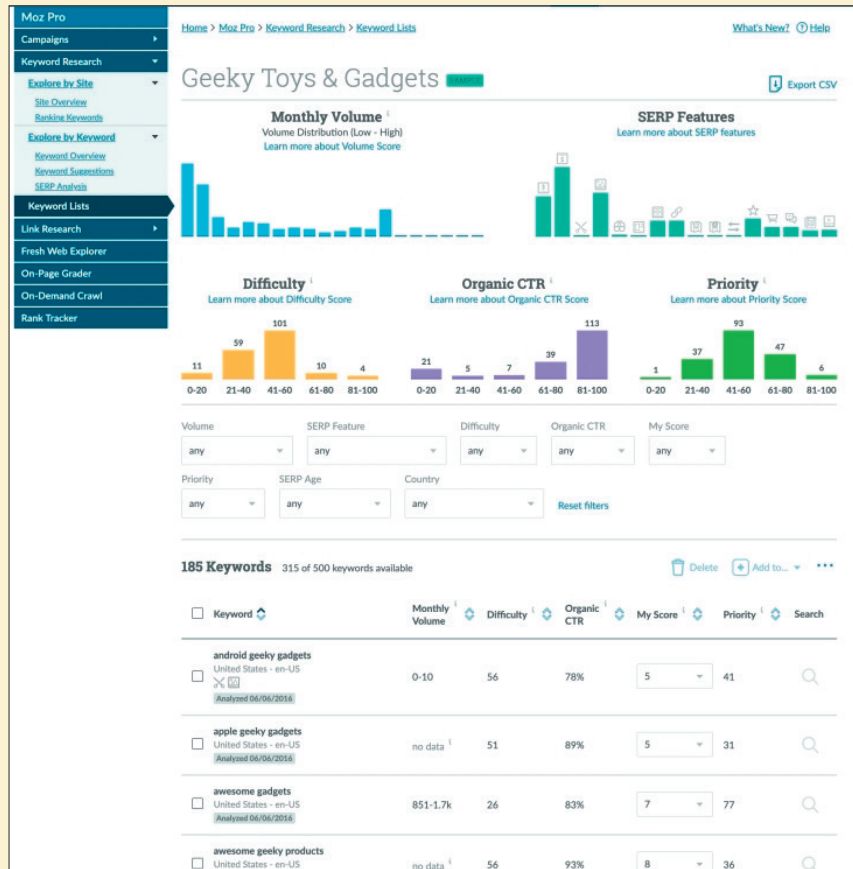 Moz Pro
Campaigns
Keyword Research
Explore by Site
Site Overview
Ranking Keywords
Explore by Keyword
Keyword Overview
Keyword Suggestions
SERP Analysis
Keyword Lists
Link Research
Fresh Web Explorer
On-Page Grader
On-Demand Crawl
Rank Tracker
Home > Moz Pro > Keyword Research > Keyword Lists
What's New? ? Help
Geeky Toys & Gadgets SAMPLE
Export CSV
Monthly Volume i
Volume Distribution (Low - High)
Learn more about Volume Score
SERP Features
Learn more about SERP features
Difficulty i
Learn more about Difficulty Score
11 59 101 10 4
0-20 21-40 41-60 61-80 81-100
Organic CTR i
Learn more about Organic CTR Score
21 5 7 39 113
0-20 21-40 41-60 61-80 81-100
Priority i
Learn more about Priority Score
1 37 93 47 6
0-20 21-40 41-60 61-80 81-100
Volume SERP Feature Difficulty Organic CTR My Score
any any any any any
Priority SERP Age Country
any any any Reset filters
185 Keywords 315 of 500 keywords available
Delete Add to... •••
Keyword Monthly Volume i Difficulty i Organic CTR i My Score i Priority i Search
android geeky gadgets
United States - en-US
0-10 56 78% 5 41
Analyzed 06/06/2016
apple geeky gadgets
United States - en-US
no data i 51 89% 5 31
Analyzed 06/06/2016
awesome gadgets
United States - en-US
851-1.7k 26 83% 7 77
Analyzed 06/06/2016
awesome geeky products
United States - en-US
no data i 56 93% 8 36